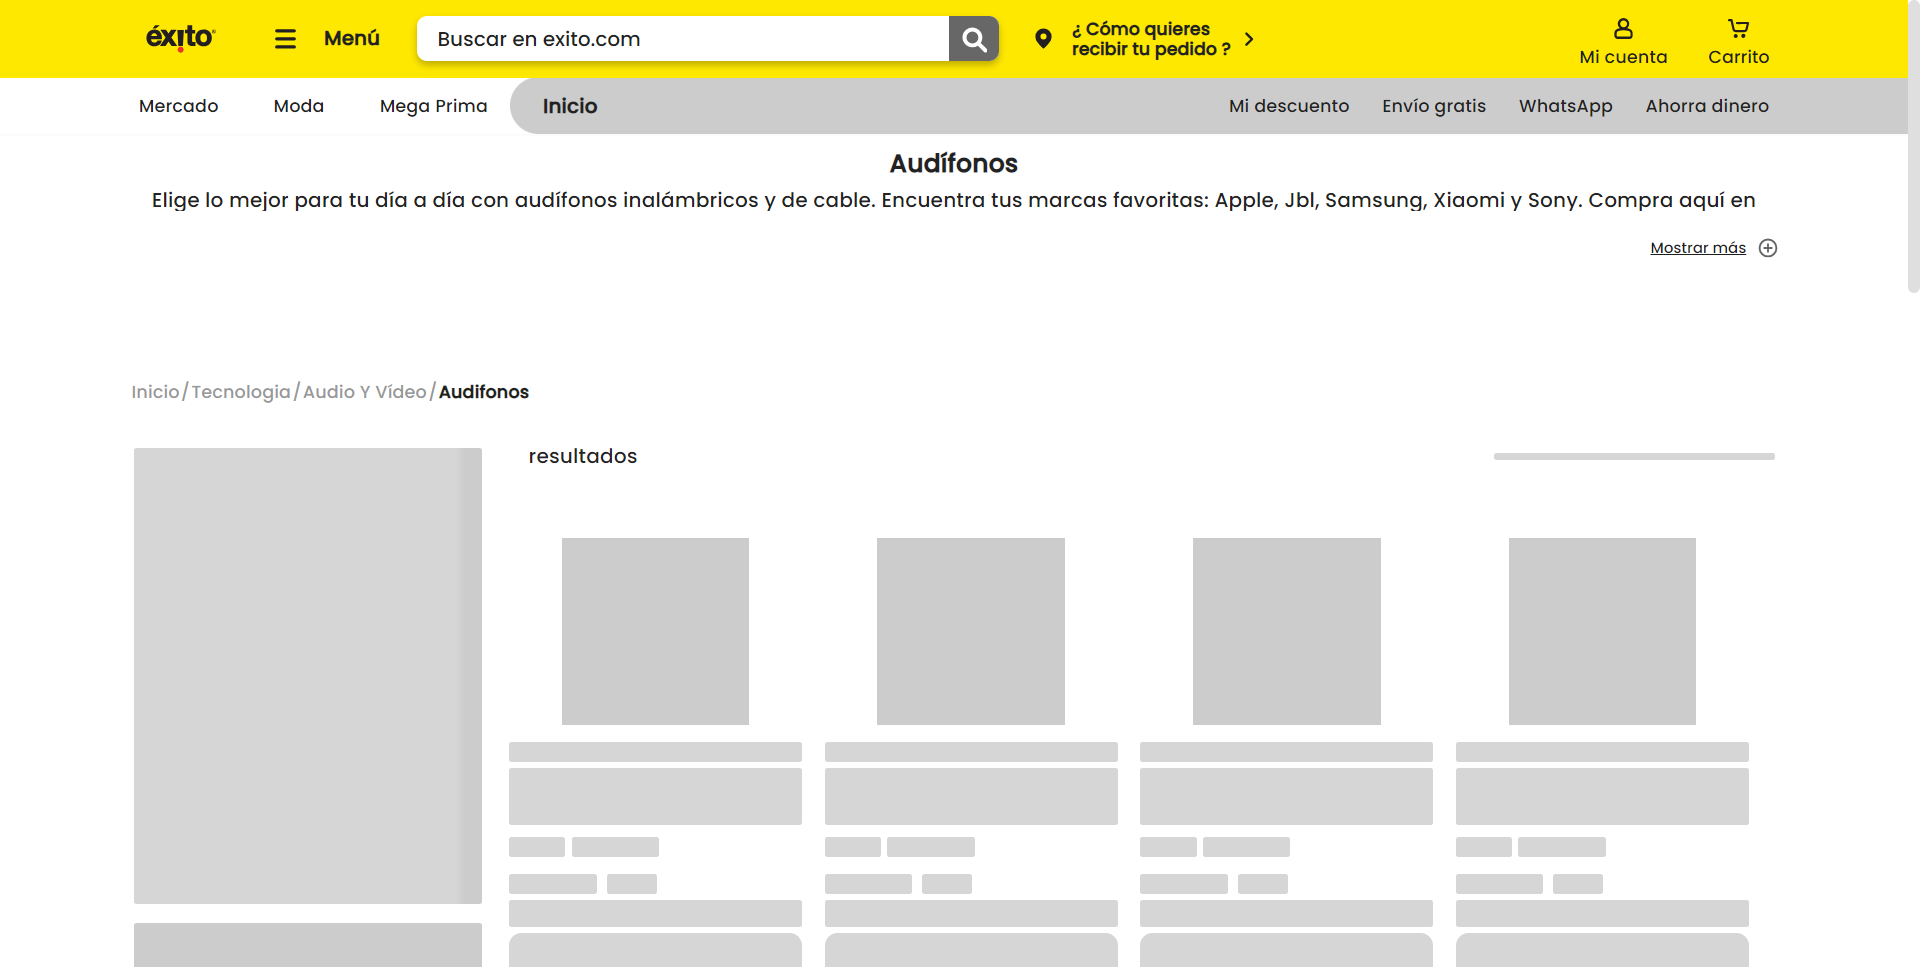 éxito
Menú
Buscar en exito.com
¿ Cómo quieres
recibir tu pedido ?
Mi cuenta
Carrito
Mercado
Moda
Mega Prima
Inicio
Mi descuento
Envío gratis
WhatsApp
Ahorra dinero
Audífonos
Elige lo mejor para tu día a día con audífonos inalámbricos y de cable. Encuentra tus marcas favoritas: Apple, Jbl, Samsung, Xiaomi y Sony. Compra aquí en
Mostrar más
Inicio/Tecnologia/Audio Y Vídeo/Audifonos
resultados